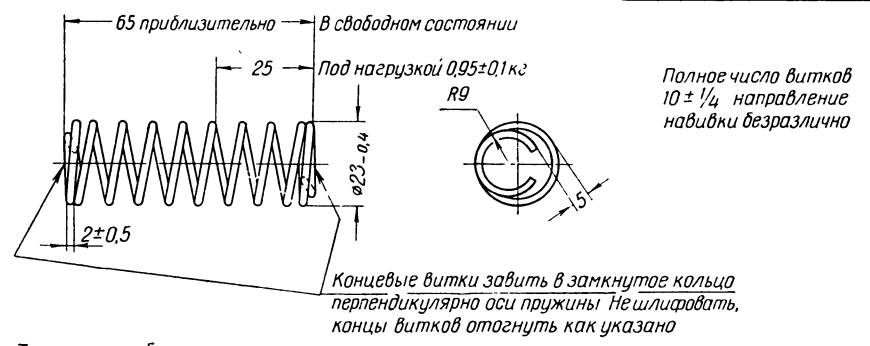 65 приблизительно В свободном состоянии
25 Под нагрузкой 0,95±0,1кг
R9
Полное число витков
10 ± 1/4 направление
навивки безразлично
⌀23-0,4
5
2±0,5
Концевые витки завить в замкнутое кольцо
перпендикулярно оси пружины Не шлифовать,
концы витков отогнуть как указано